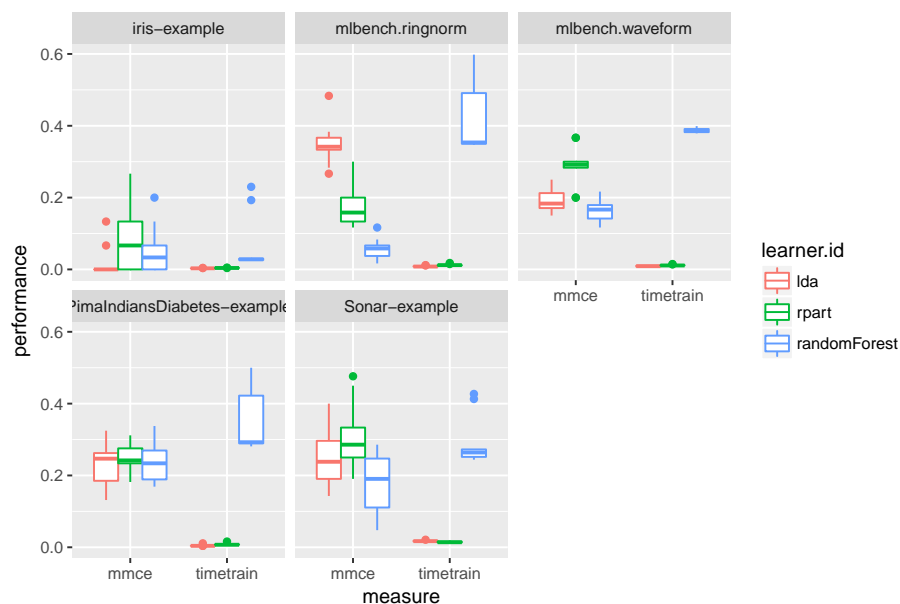 iris−example
mlbench.ringnorm
mlbench.waveform
0.6
0.4
0.2
0.0
mmce
timetrain
PimaIndiansDiabetes−example
Sonar−example
0.6
0.4
0.2
0.0
mmce
timetrain
mmce
timetrain
measure
performance
learner.id
lda
rpart
randomForest